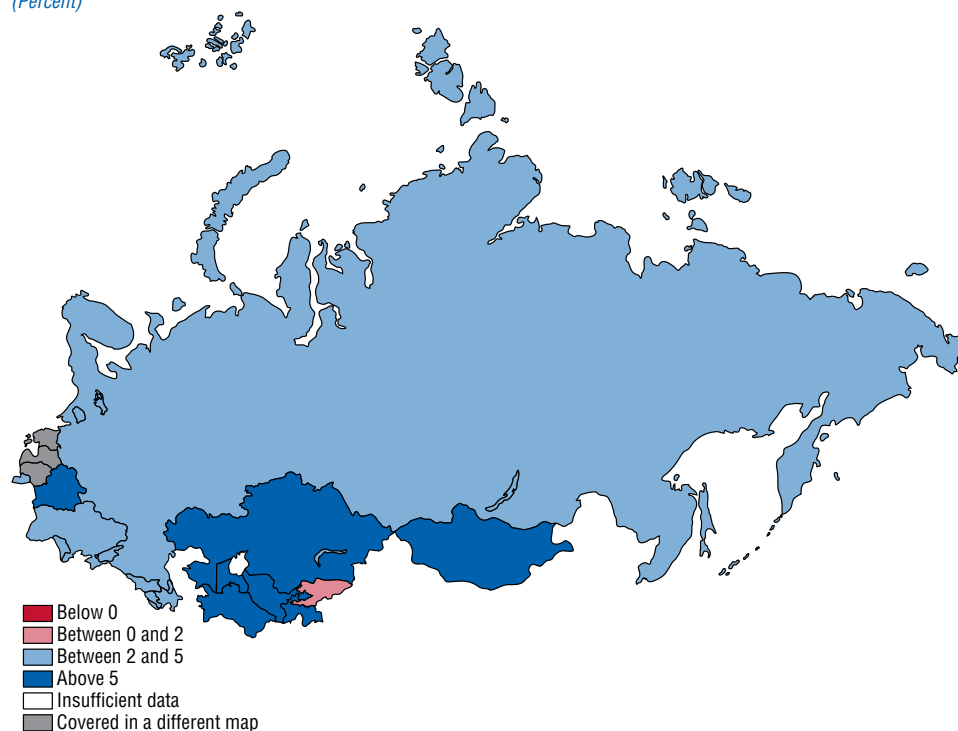 (Percent)
Below 0
Between 0 and 2
Between 2 and 5
Above 5
Insufficient data
Covered in a different map